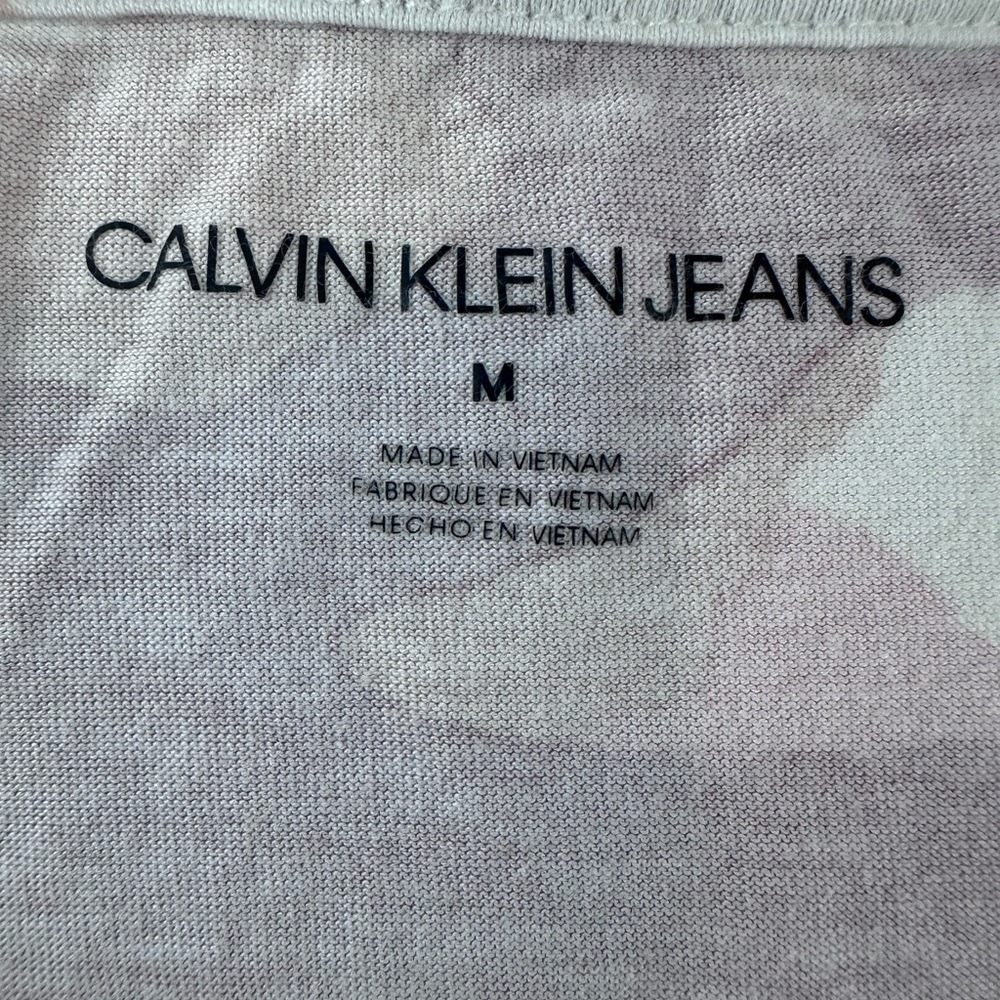 CALVIN KLEIN JEANS
M
MADE IN VIETNAM
FABRIQUE EN VIETNAM
HECHO EN VIETNAM